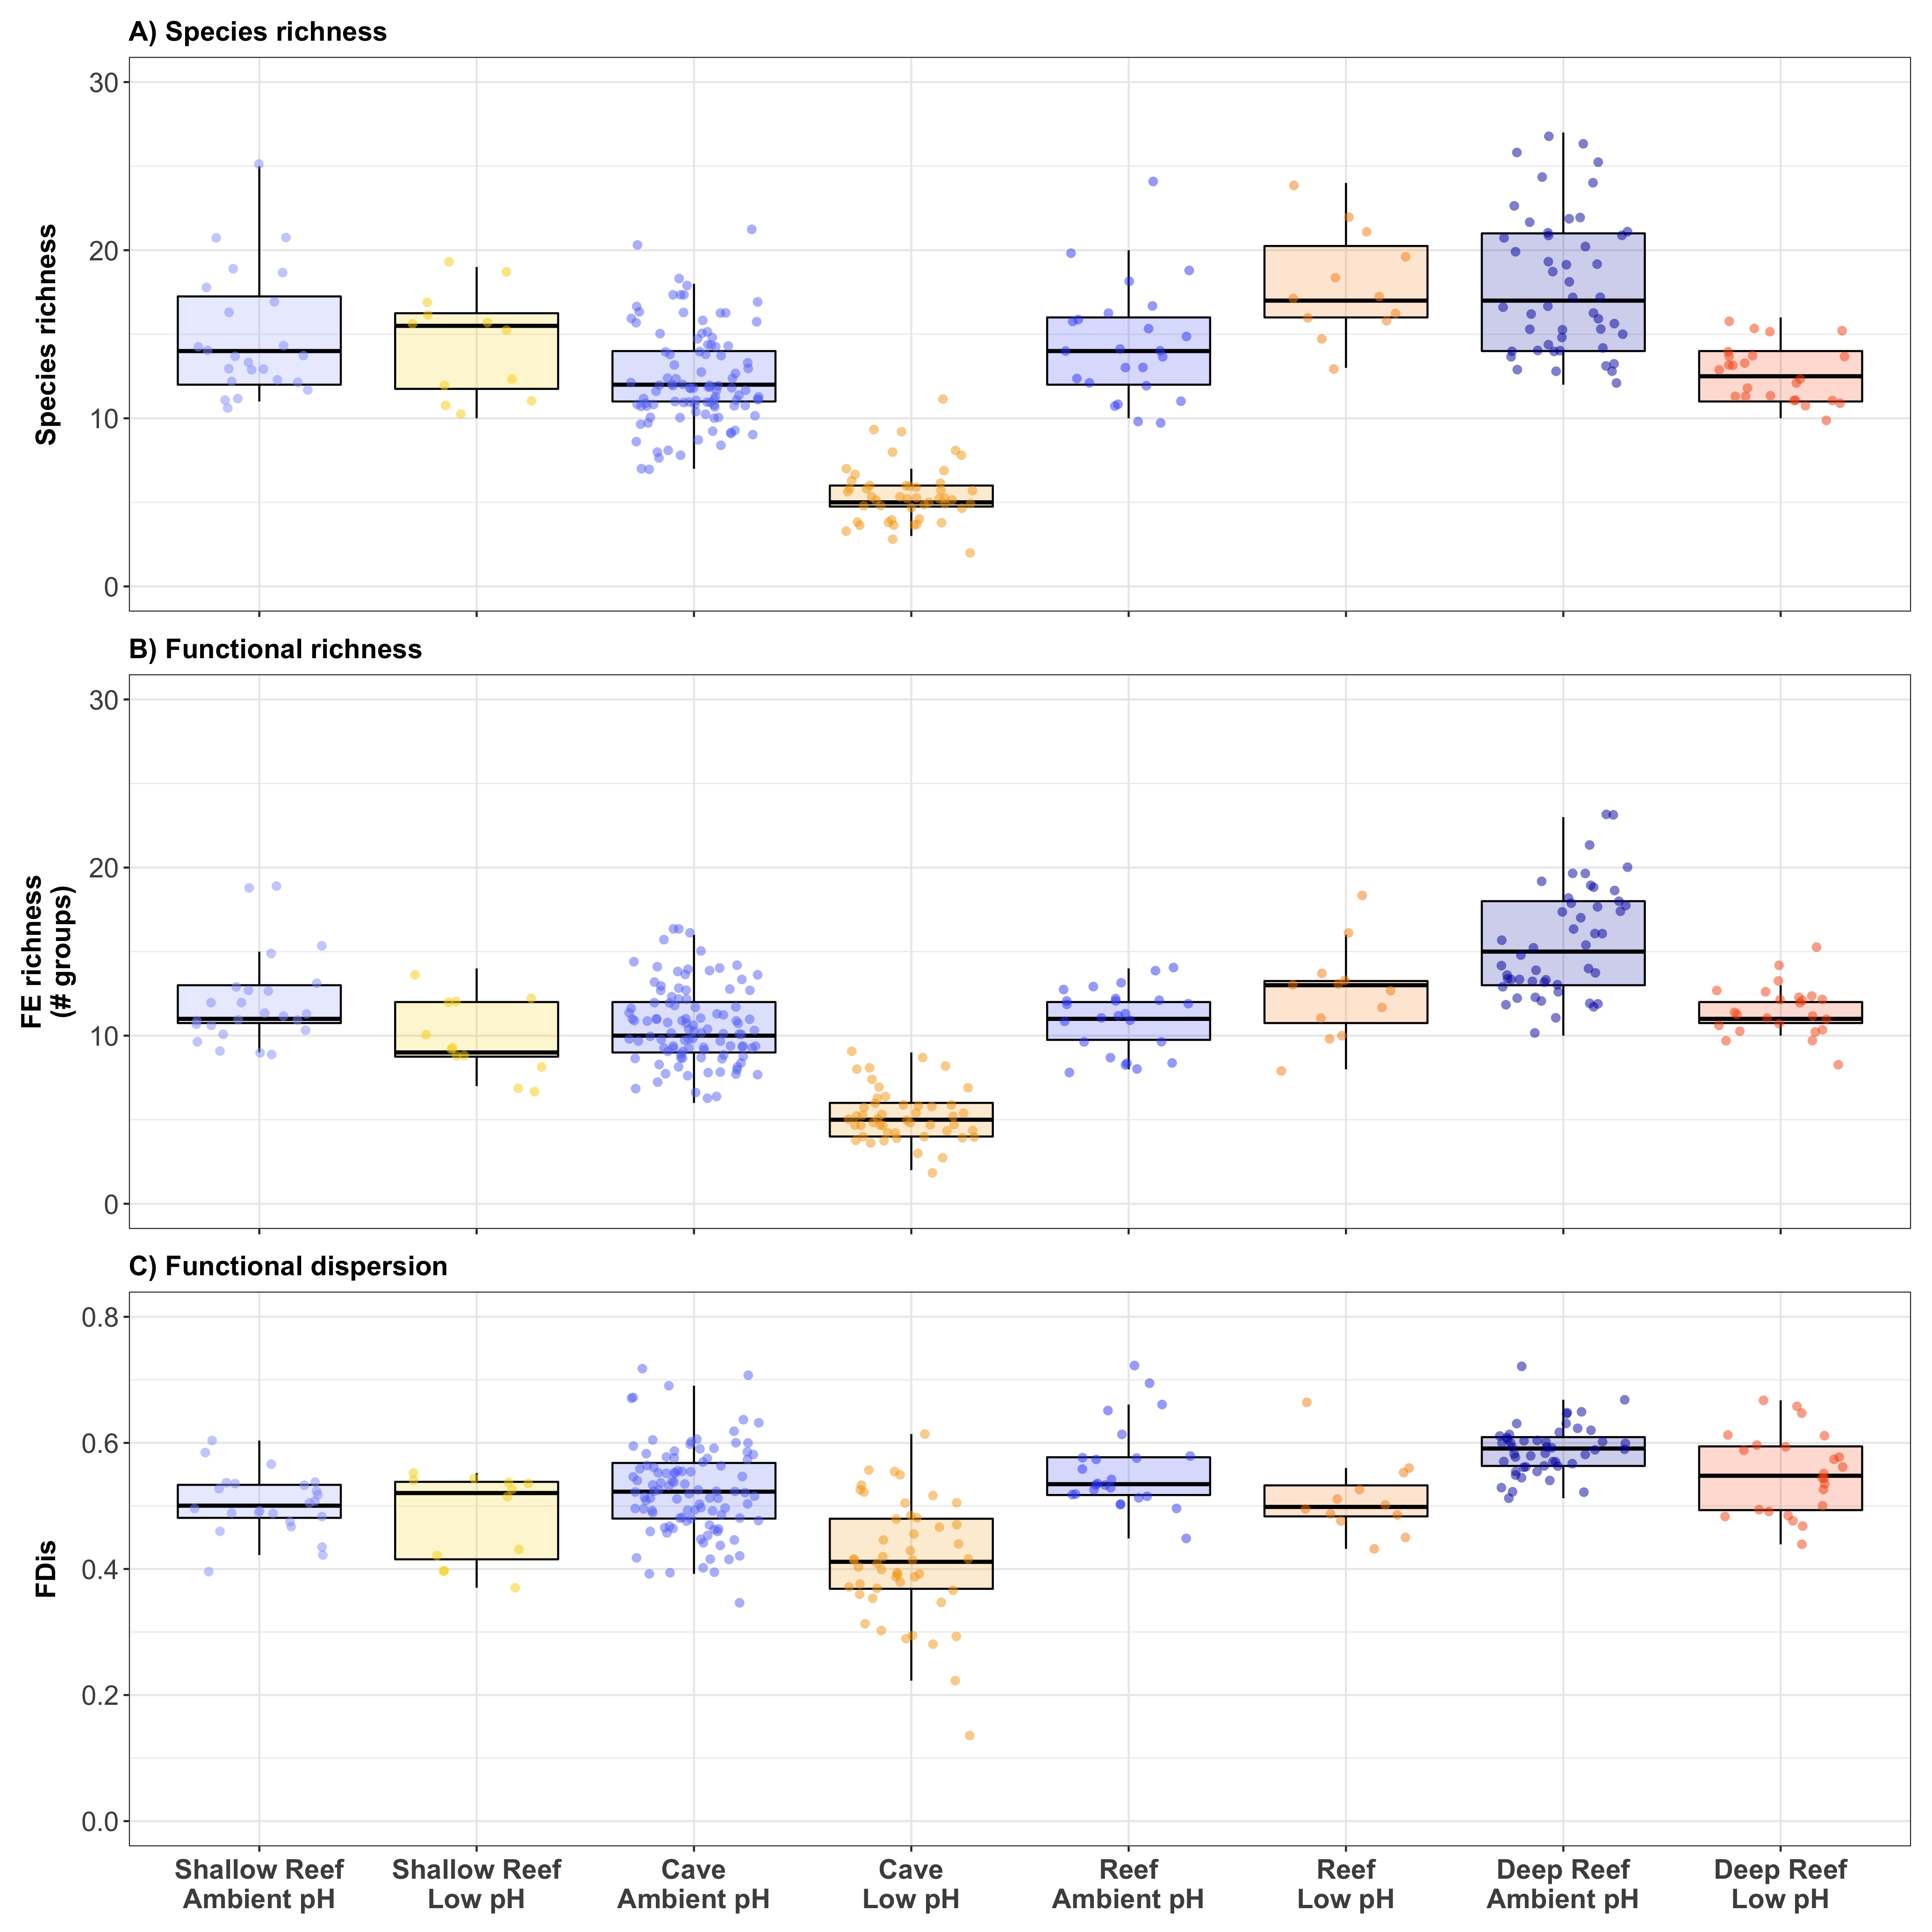 A) Species richness
Species richness
30
20
10
0
B) Functional richness
FE richness
(# groups)
30
20
10
0
C) Functional dispersion
FDis
0.8
0.6
0.4
0.2
0.0
Shallow Reef
Ambient pH
Shallow Reef
Low pH
Cave
Ambient pH
Cave
Low pH
Reef
Ambient pH
Reef
Low pH
Deep Reef
Ambient pH
Deep Reef
Low pH